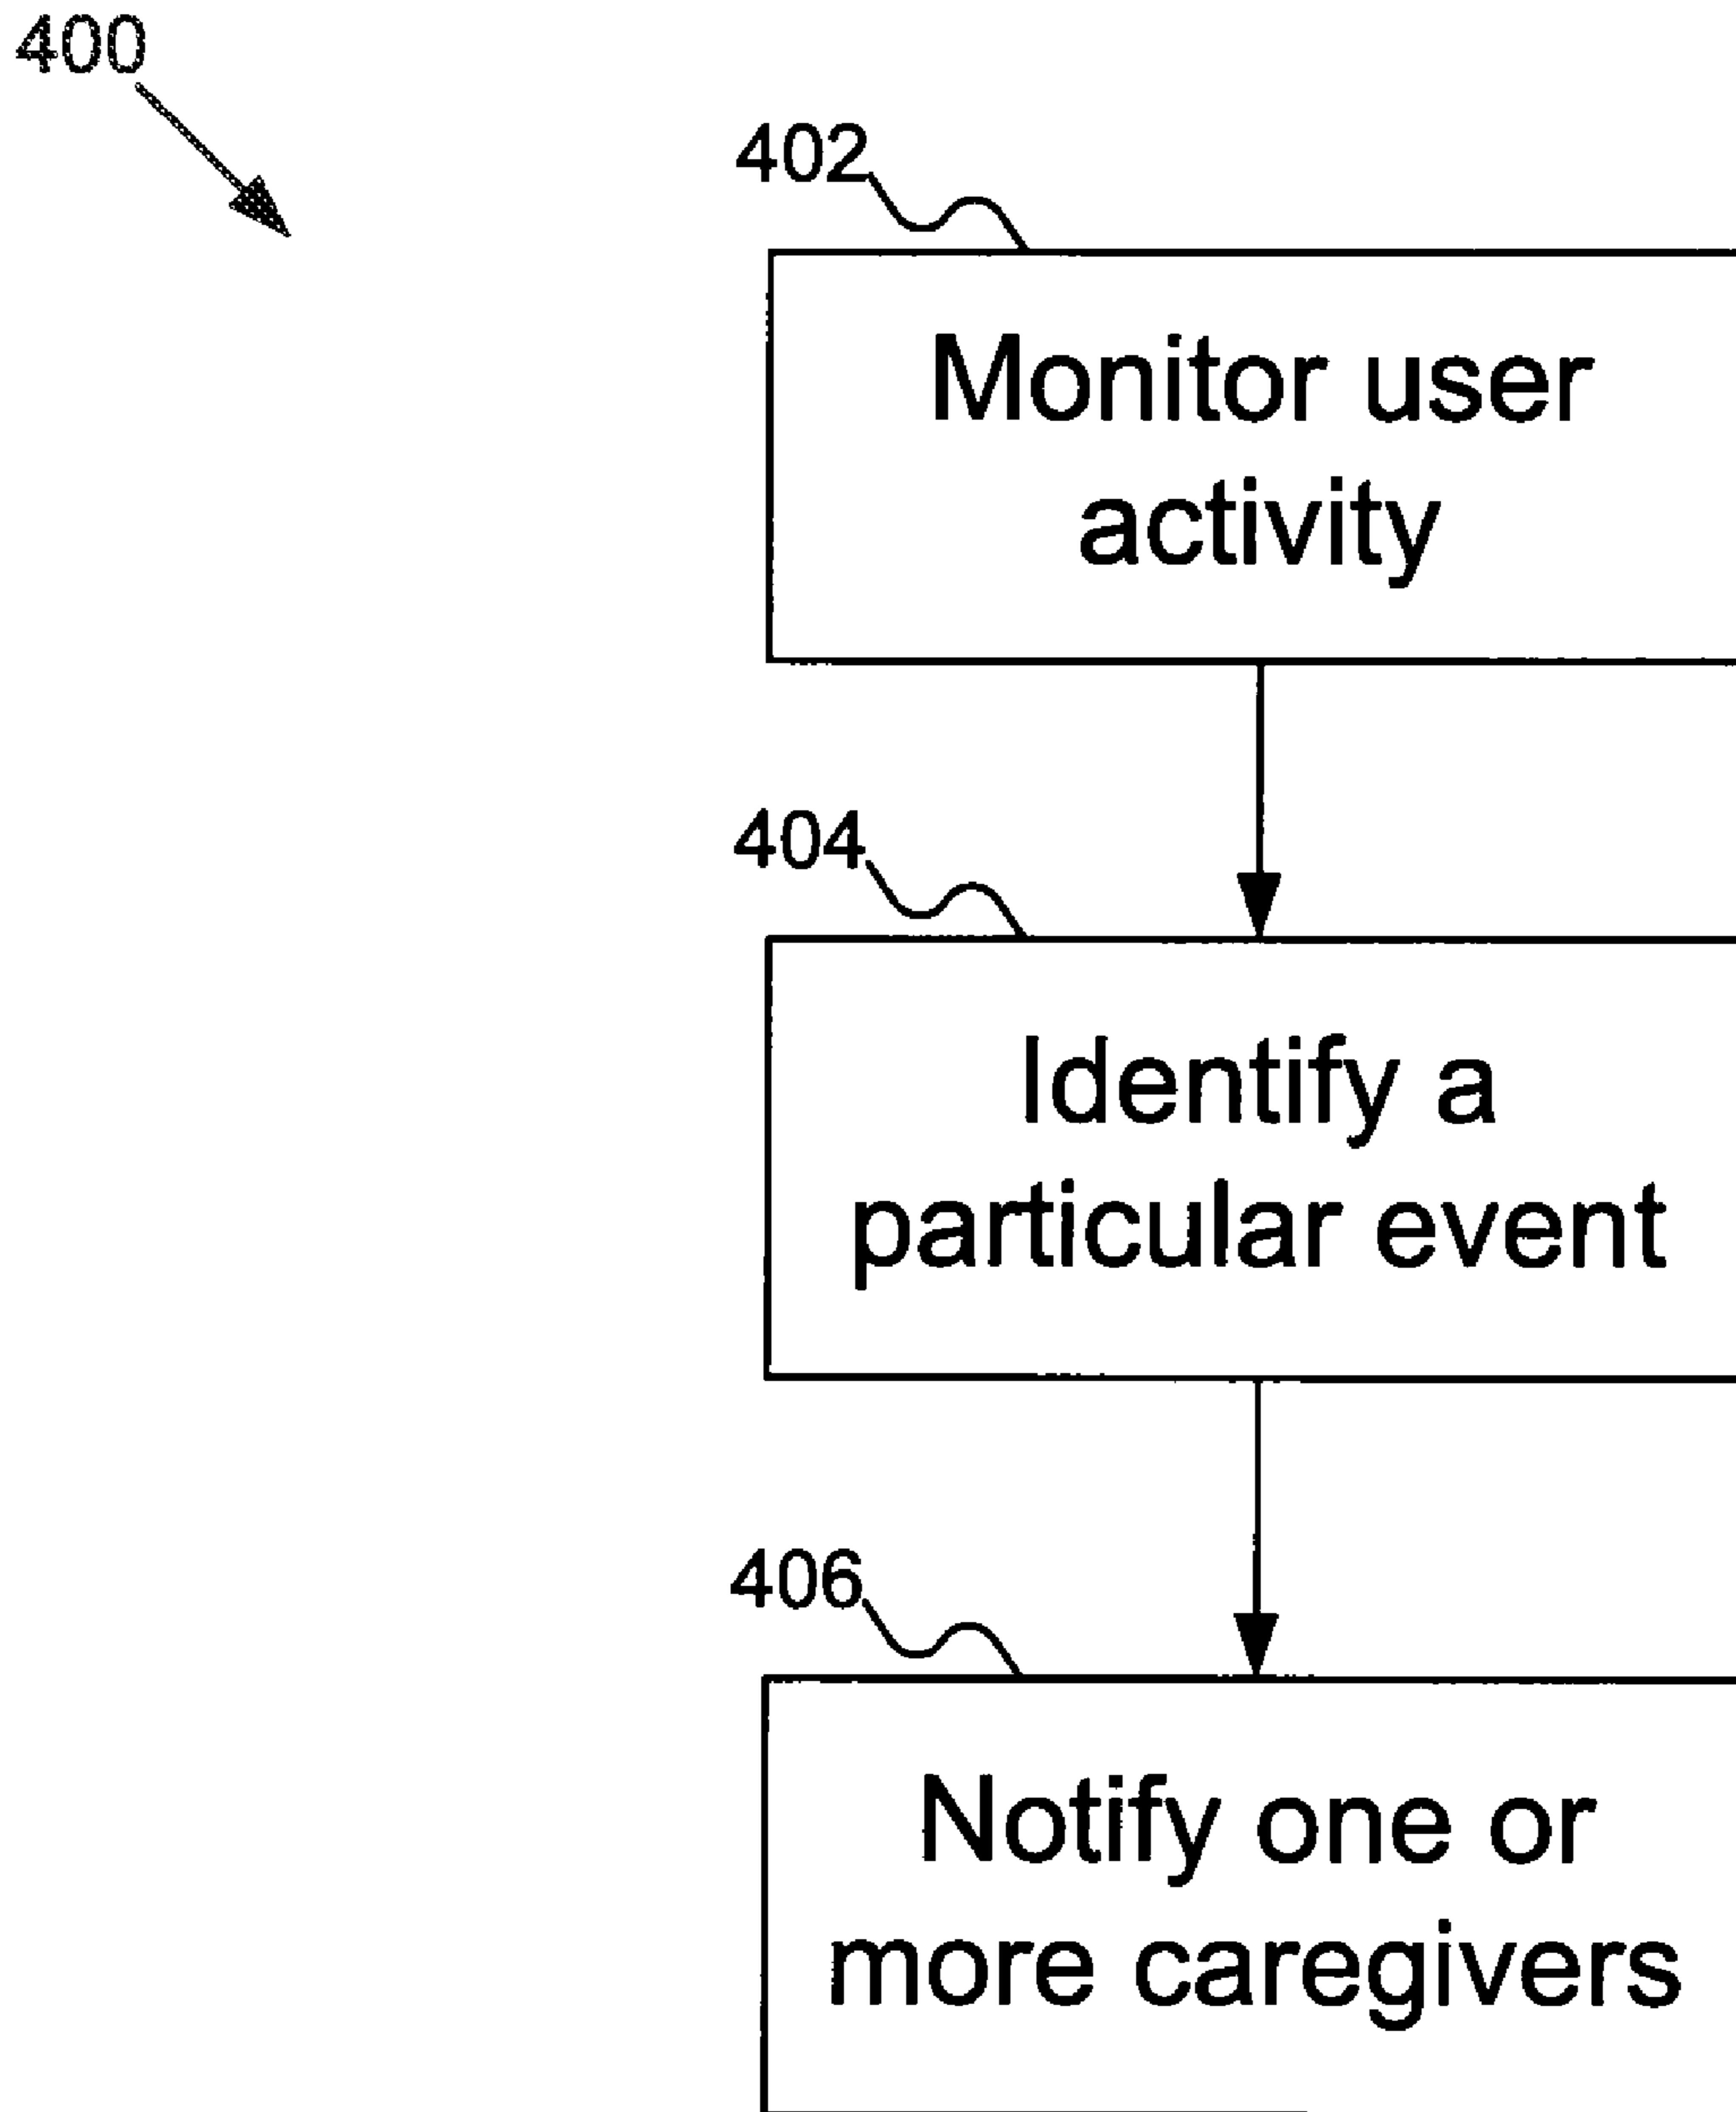 400
402
Monitor user
activity
404
Identify a
particular event
406
Notify one or
more caregivers